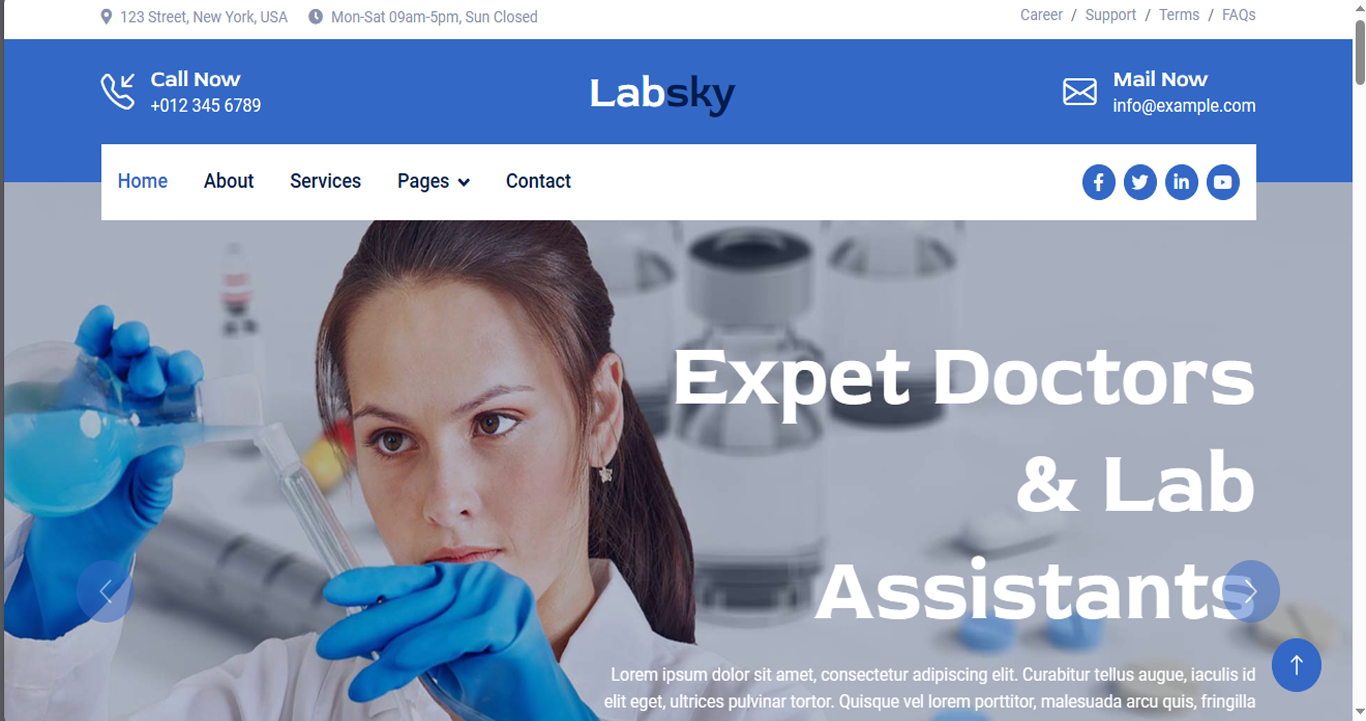 123 Street, New York, USA Mon-Sat 09am-5pm, Sun Closed Career / Support / Terms / FAQs
Call Now
+012 345 6789
Labsky
Mail Now
info@example.com
Home About Services Pages Contact
Expet Doctors
& Lab
Assistants
Lorem ipsum dolor sit amet, consectetur adipiscing elit. Curabitur tellus augue, iaculis id
elit eget, ultrices pulvinar tortor. Quisque vel lorem porttitor, malesuada arcu quis, fringilla